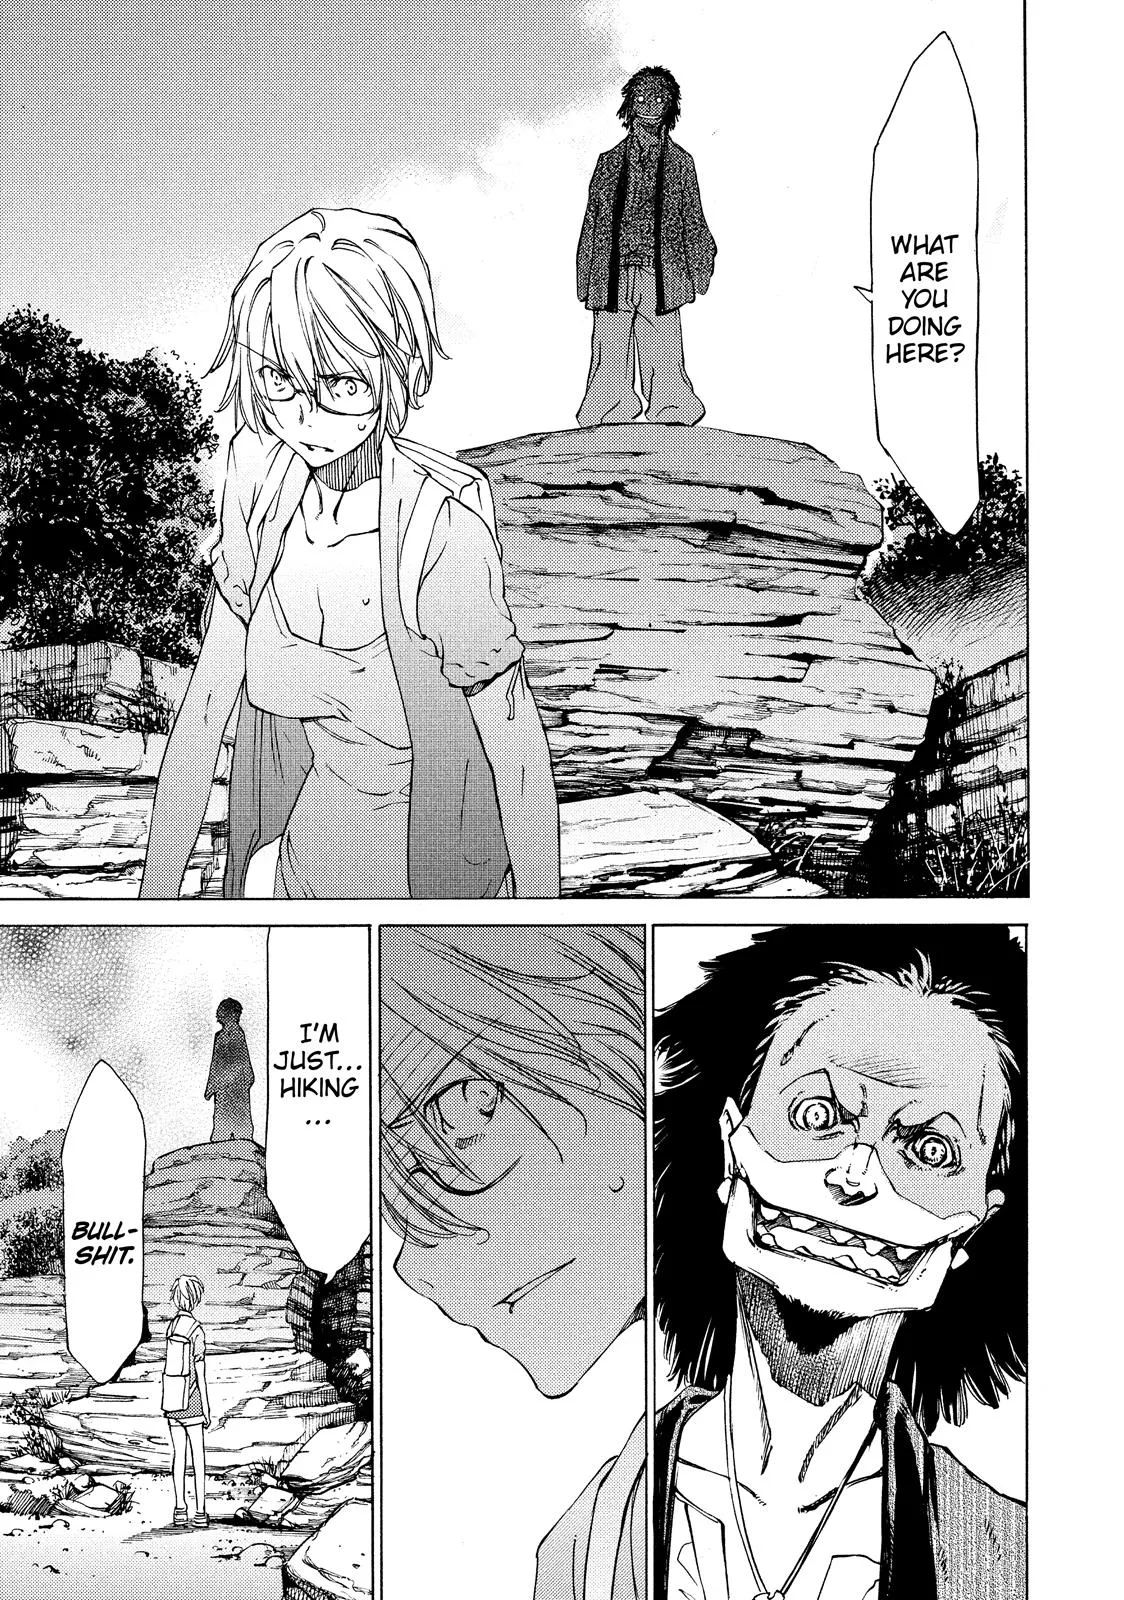 WHAT
ARE
YOU
DOING
HERE?
I'M
JUST...
HIKING
...
BULL-
SHIT.